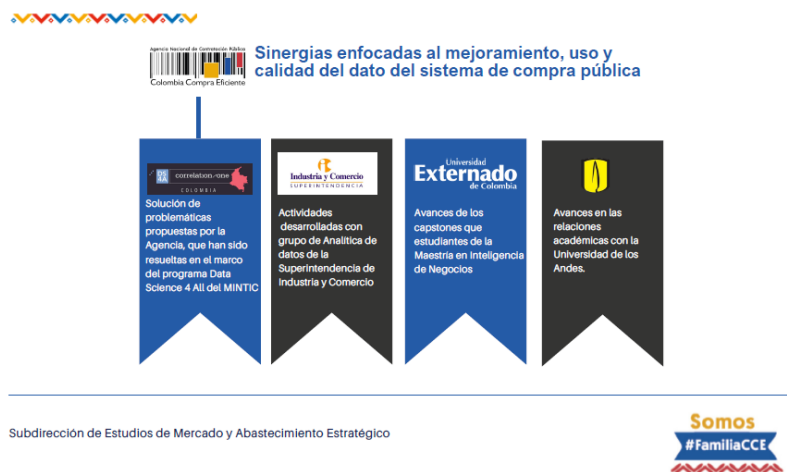 Agencia Nacional de Contratación Pública
Colombia Compra Eficiente
Sinergias enfocadas al mejoramiento, uso y
calidad del dato del sistema de compra pública
DS
4A
correlation-one
COLOMBIA
Solución de
problemáticas
propuestas por la
Agencia, que han sido
resueltas en el marco
del programa Data
Science 4 All del MINTIC
Industria y Comercio
SUPERINTENDENCIA
Actividades
desarrolladas con
grupo de Analítica de
datos de la
Superintendencia de
Industria y Comercio
Universidad
Externado
de Colombia
Avances de los
capstones que
estudiantes de la
Maestría en Inteligencia
de Negocios
Avances en las
relaciones
académicas con la
Universidad de los
Andes.
Subdirección de Estudios de Mercado y Abastecimiento Estratégico
Somos
#FamiliaCCE